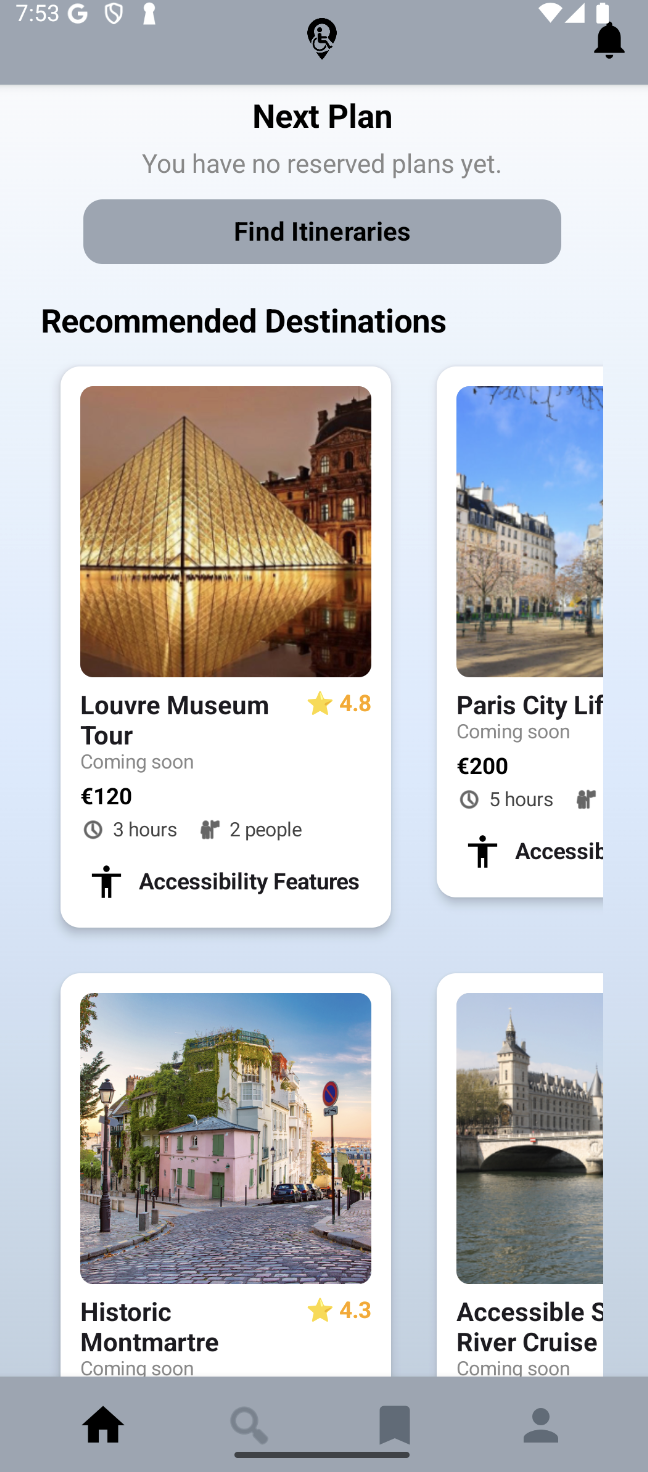 7:53
Next Plan
You have no reserved plans yet.
Find Itineraries
Recommended Destinations
Louvre Museum
Tour
4.8
Coming soon
€120
3 hours
2 people
Accessibility Features
Paris City
Coming soon
€200
5 hours
Historic
Montmartre
4.3
Coming soon
Accessible
River Cruise
Coming soon